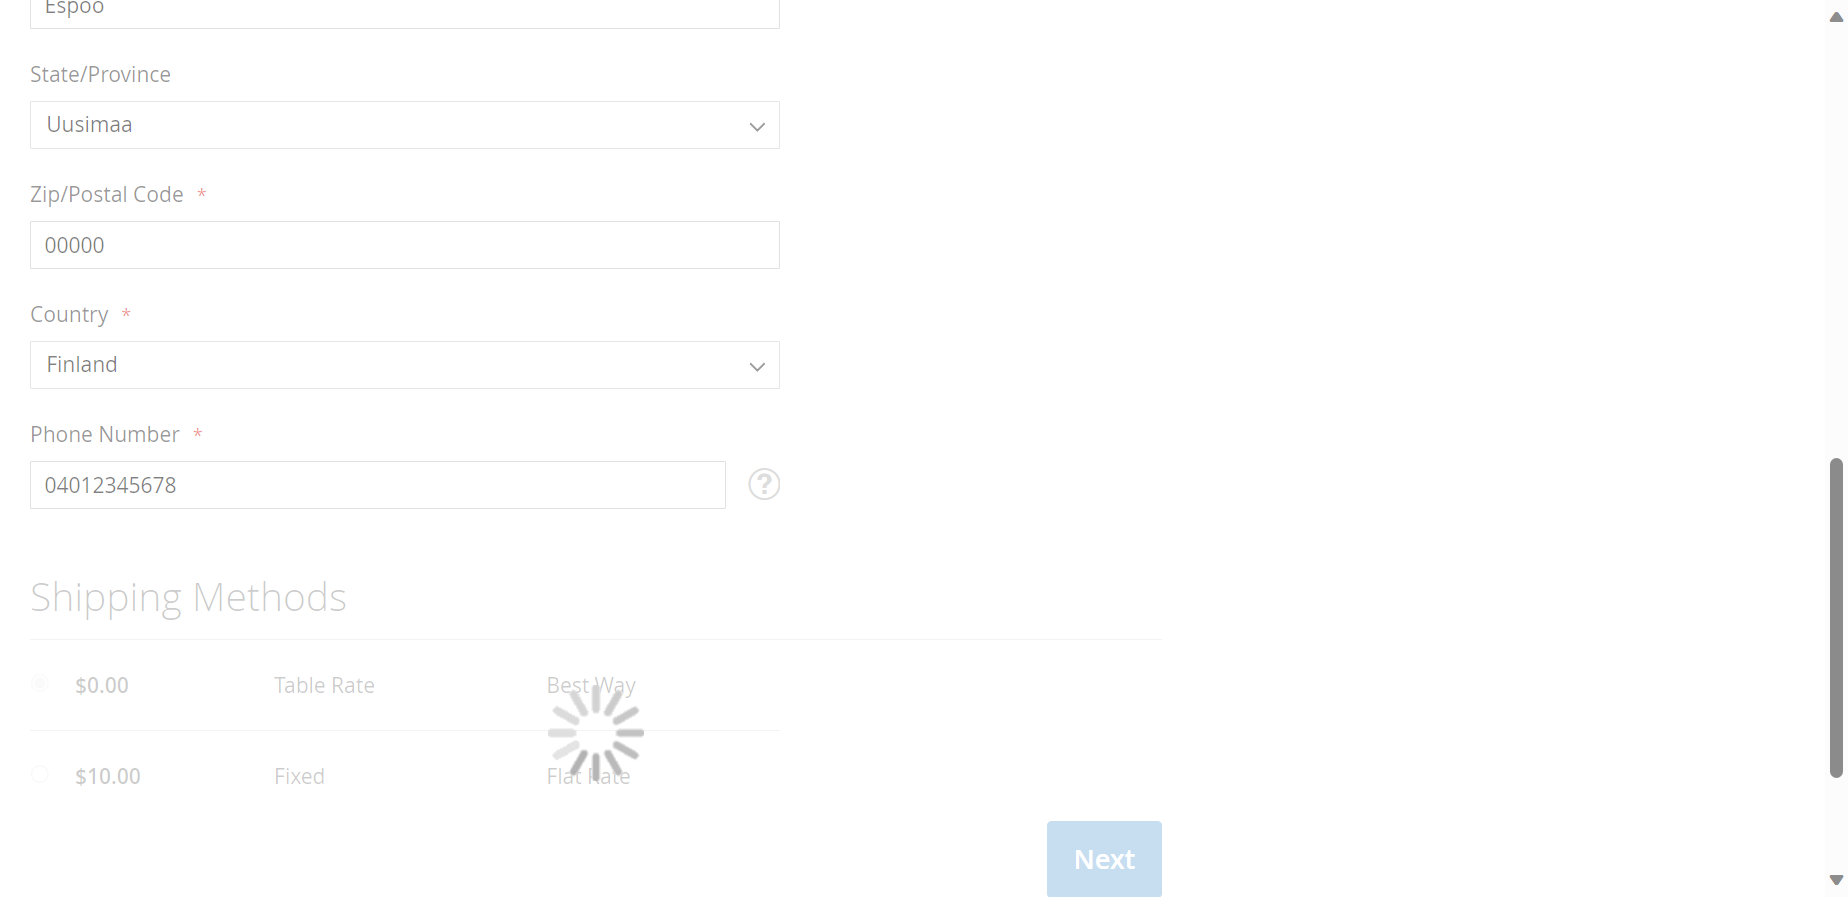 Espoo
State/Province
Uusimaa
Zip/Postal Code *
00000
Country *
Finland
Phone Number *
04012345678
?
Shipping Methods
$0.00 Table Rate Best Way
$10.00 Fixed Flat Rate
Next